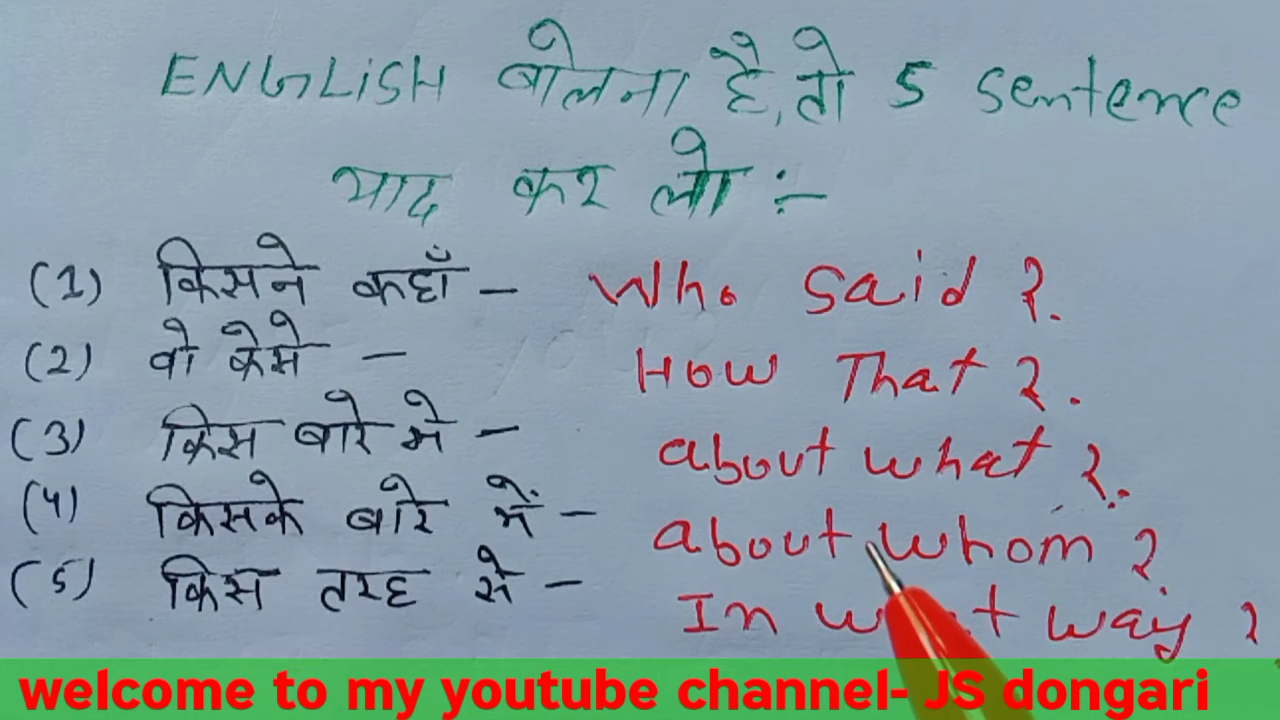 ENGLISH बोलना है, तो 5 sentence
याद कर लो :-
(1) किसने कहाँ - Who said ?.
(2) वो केसे - How That ?.
(3) किस बारे मे - about what ?.
(4) किसके बारे में - about whom ?
(5) किस तरह से - In way ?
welcome to my youtube channel- JS dongari